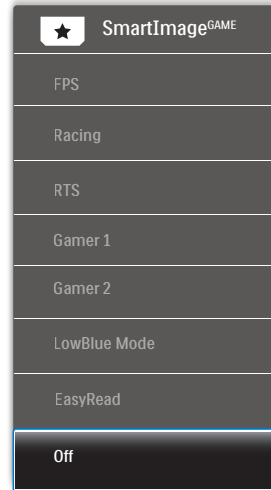 SmartImageGAME
FPS
Racing
RTS
Gamer 1
Gamer 2
LowBlue Mode
EasyRead
Off